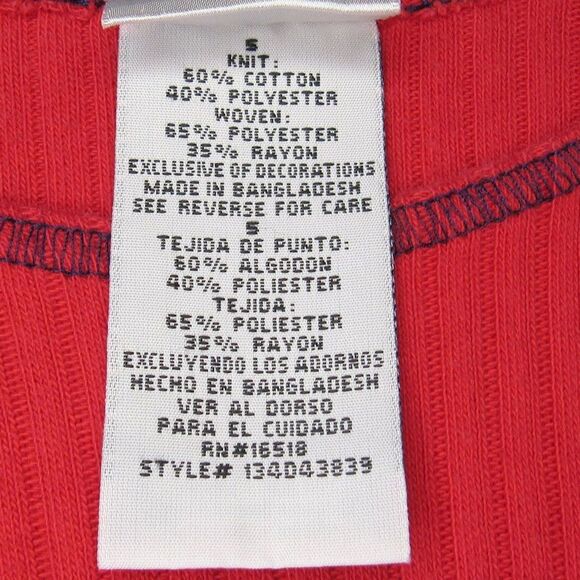 S
KNIT:
60% COTTON
40% POLYESTER
WOVEN:
65% POLYESTER
35% RAYON
EXCLUSIVE OF DECORATIONS
MADE IN BANGLADESH
SEE REVERSE FOR CARE
S
TEJIDA DE PUNTO:
60% ALGODON
40% POLIESTER
TEJIDA:
65% POLYESTER
35% RAYON
EXCLUYENDO LOS ADORNOS
HECHO EN BANGLADESH
VER AL DORSO
PARA EL CUIDADO
RN#16518
STYLE# 134D43839